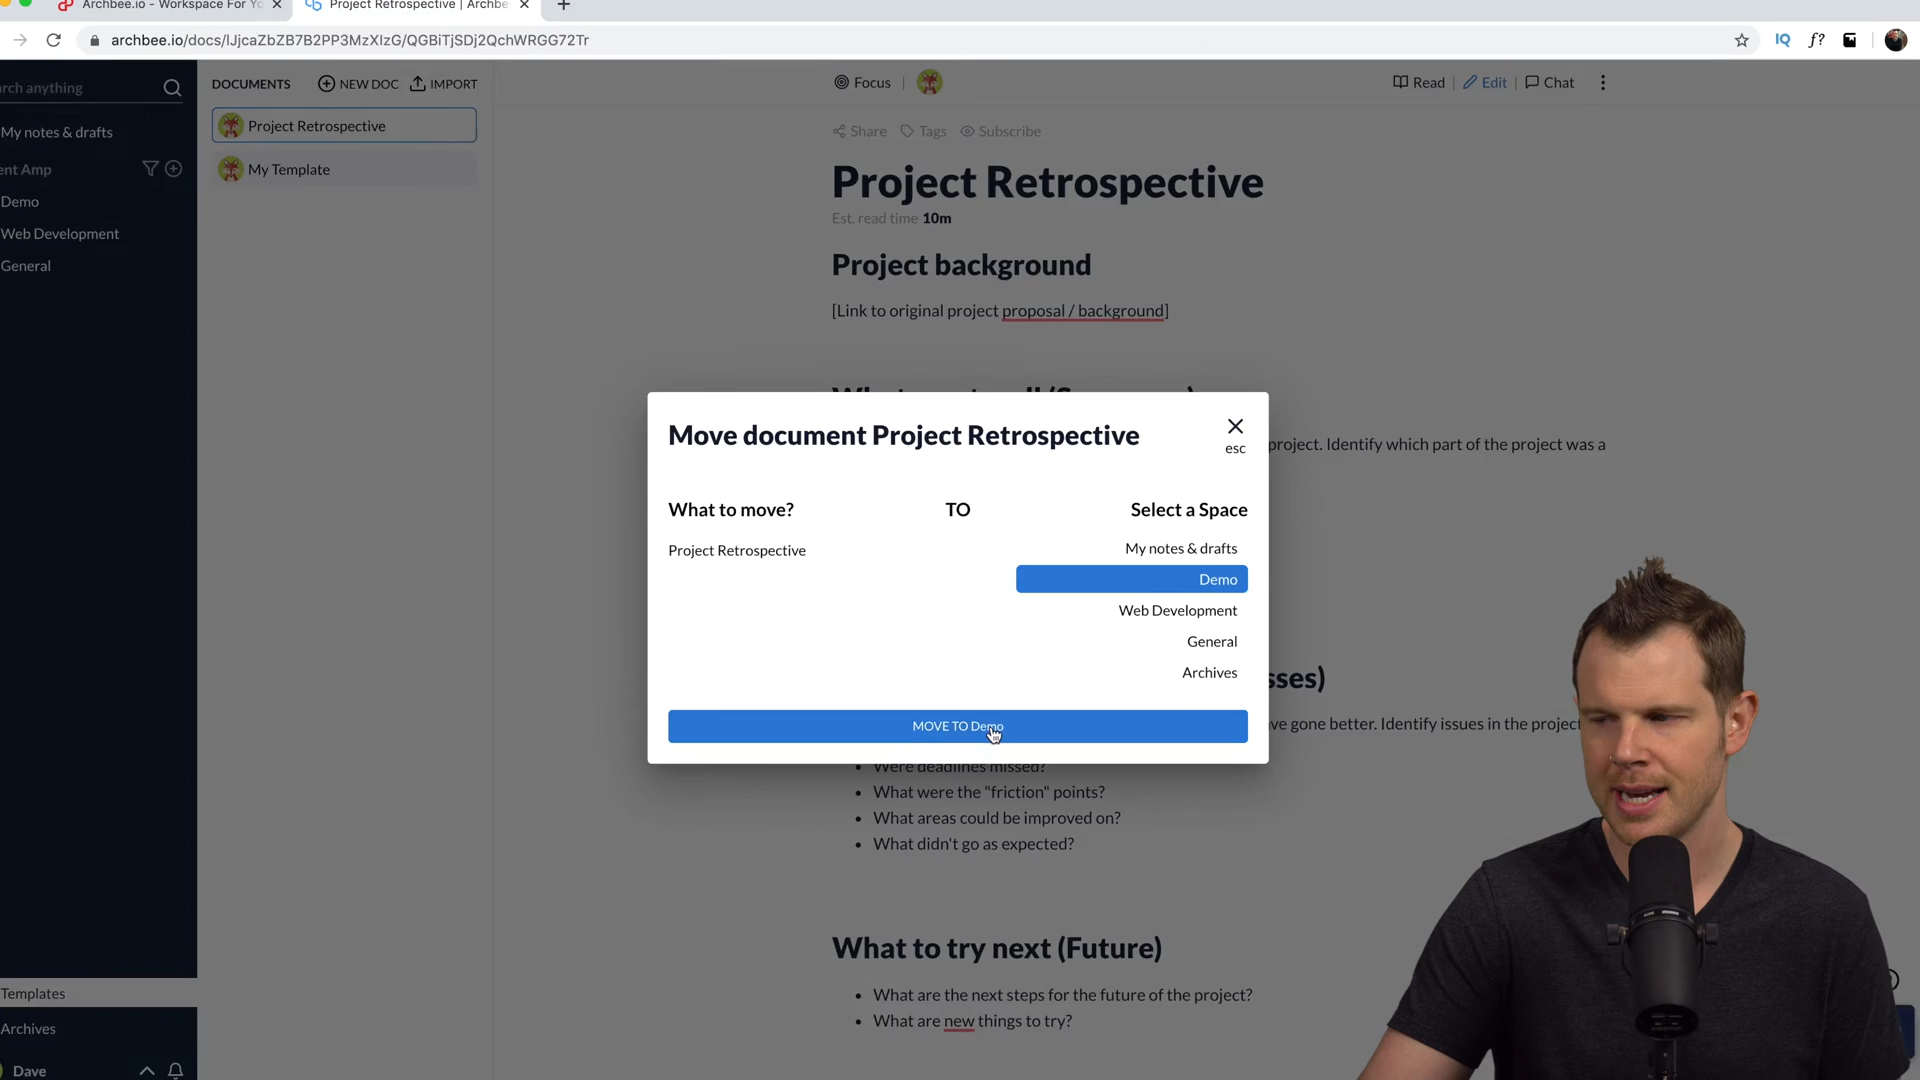 Archbee.io - Workspace For Yo
Project Retrospective | Archbe
archbee.io/docs/IJjcaZbZB7B2PP3MzXIzG/QGBiTjSDj2QchWRGG72Tr
IQ
f?
rch anything
My notes & drafts
ent Amp
Demo
Web Development
General
Templates
Archives
Dave
DOCUMENTS
NEW DOC
IMPORT
Project Retrospective
My Template
Focus
Read
Edit
Chat
Share
Tags
Subscribe
Project Retrospective
Est. read time 10m
Project background
[Link to original project proposal / background]
project. Identify which part of the project was a
Move document Project Retrospective
esc
What to move?
TO
Select a Space
Project Retrospective
My notes & drafts
Demo
Web Development
General
Archives
MOVE TO Demo
sses)
ve gone better. Identify issues in the project
Were deadlines missed?
What were the "friction" points?
What areas could be improved on?
What didn't go as expected?
What to try next (Future)
What are the next steps for the future of the project?
What are new things to try?